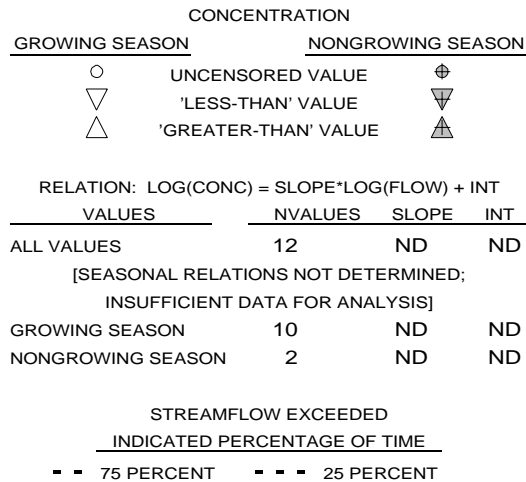 CONCENTRATION
GROWING SEASON NONGROWING SEASON
UNCENSORED VALUE
'LESS-THAN' VALUE
'GREATER-THAN' VALUE
RELATION: LOG(CONC) = SLOPE*LOG(FLOW) + INT
VALUES NVALUES SLOPE INT
ALL VALUES 12 ND ND
[SEASONAL RELATIONS NOT DETERMINED;
INSUFFICIENT DATA FOR ANALYSIS]
GROWING SEASON 10 ND ND
NONGROWING SEASON 2 ND ND
STREAMFLOW EXCEEDED
INDICATED PERCENTAGE OF TIME
75 PERCENT 25 PERCENT